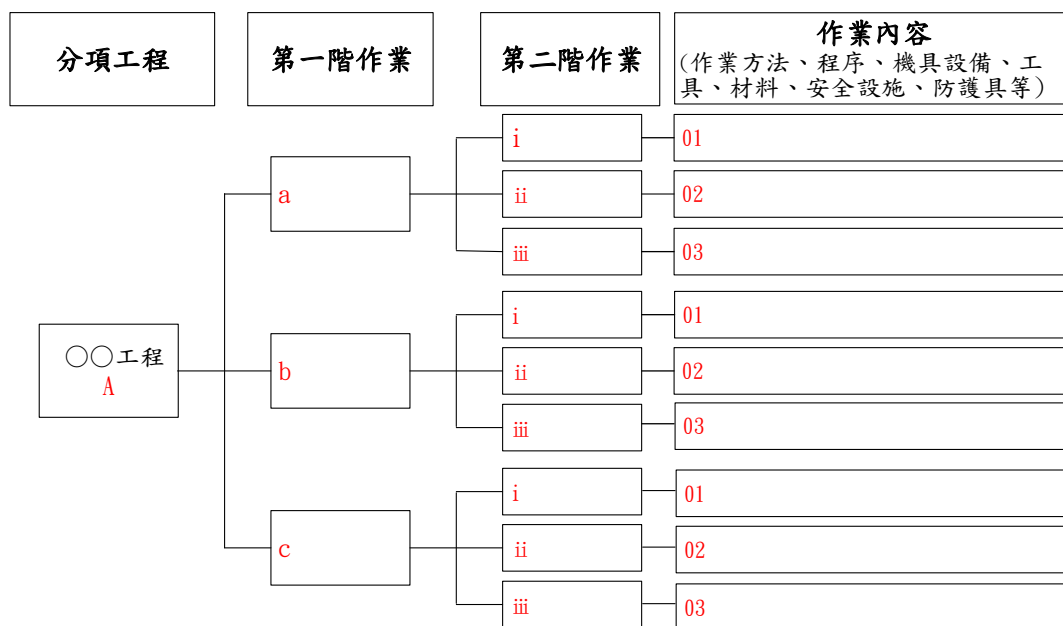 分項工程
第一階作業
第二階作業
作業內容
(作業方法、程序、機具設備、工
具、材料、安全設施、防護具等)
i
01
a
ii
02
iii
03
i
01
〇〇工程
A
b
ii
02
iii
03
i
01
c
ii
02
iii
03